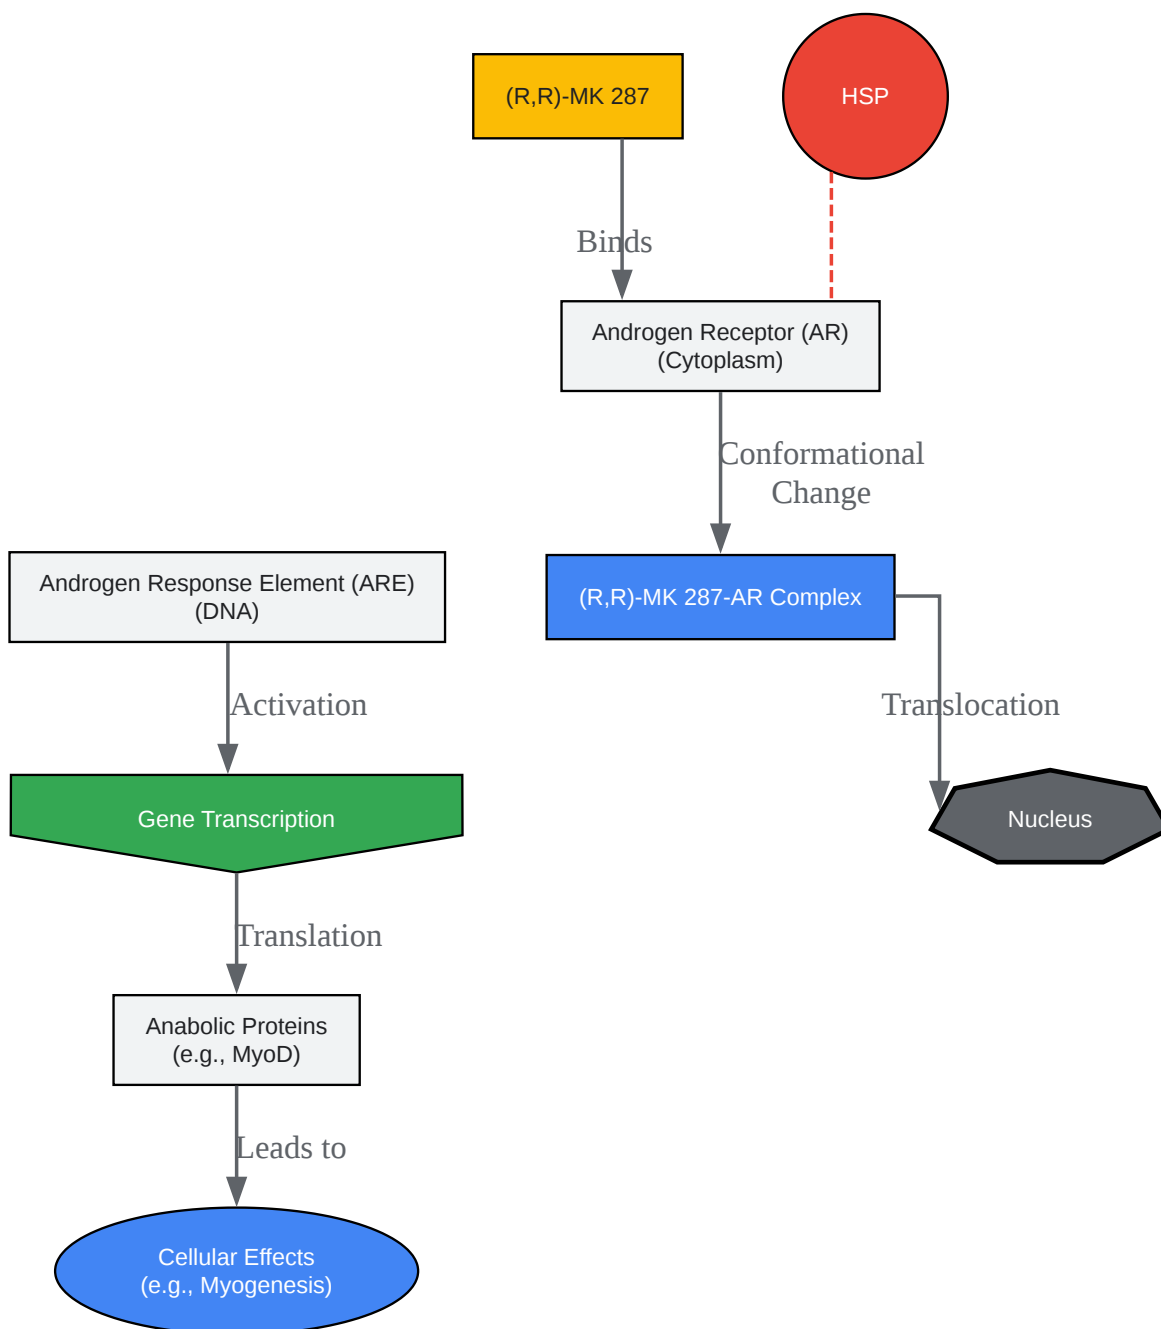 (R,R)-MK 287
HSP
Binds
Androgen Receptor (AR)
(Cytoplasm)
Conformational
Change
Androgen Response Element (ARE)
(DNA)
(R,R)-MK 287-AR Complex
Activation
Translocation
Gene Transcription
Nucleus
Translation
Anabolic Proteins
(e.g., MyoD)
Leads to
Cellular Effects
(e.g., Myogenesis)